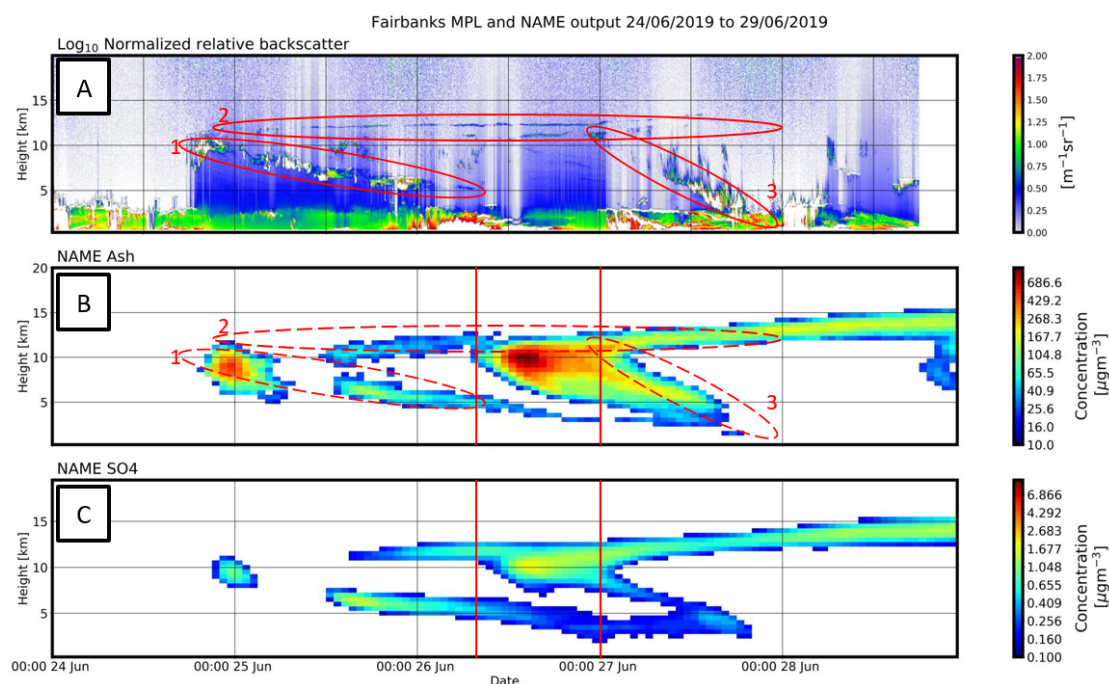 Fairbanks MPL and NAME output 24/06/2019 to 29/06/2019
Log₁₀ Normalized relative backscatter
A
Height [km]
15
10
5
1
2
3
2.00
1.75
1.50
1.25
1.00
0.75
0.50
0.25
0.00
[m⁻¹sr⁻¹]
NAME Ash
B
Height [km]
20
15
10
5
1
2
3
686.6
429.2
268.3
167.7
104.8
65.5
40.9
25.6
16.0
10.0
Concentration
[μgm⁻³]
NAME SO4
C
Height [km]
15
10
5
6.866
4.292
2.683
1.677
1.048
0.6555
0.409
0.256
0.160
0.100
Concentration
[μgm⁻³]
00:00 24 Jun
00:00 25 Jun
00:00 26 Jun
00:00 27 Jun
00:00 28 Jun
Date